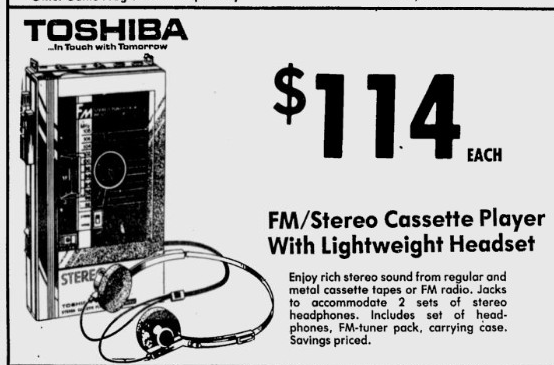 TOSHIBA
...In Touch with Tomorrow
$114
EACH
FM
STEREO
TOSHIBA
FM/Stereo Cassette Player
With Lightweight Headset
Enjoy rich stereo sound from regular and
metal cassette tapes or FM radio. Jacks
to accommodate 2 sets of stereo
headphones. Includes set of head-
phones, FM-tuner pack, carrying case.
Savings priced.